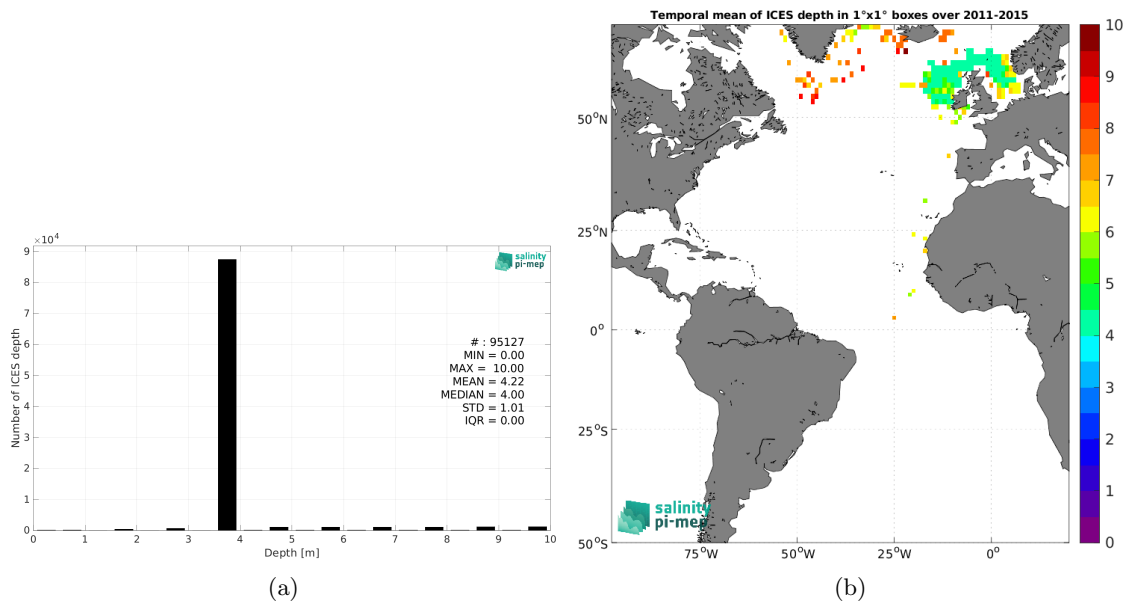 Temporal mean of ICES depth in 1°x1° boxes over 2011-2015
×10⁴
9
8
7
6
5
4
3
2
1
0
Number of ICES depth
salinity
pi-mep
# : 95127
MIN = 0.00
MAX = 10.00
MEAN = 4.22
MEDIAN = 4.00
STD = 1.01
IQR = 0.00
0 1 2 3 4 5 6 7 8 9 10
Depth [m]
(a)
50°N
25°N
0°
25°S
50°S
75°W 50°W 25°W 0°
salinity
pi-mep
10
9
8
7
6
5
4
3
2
1
0
(b)